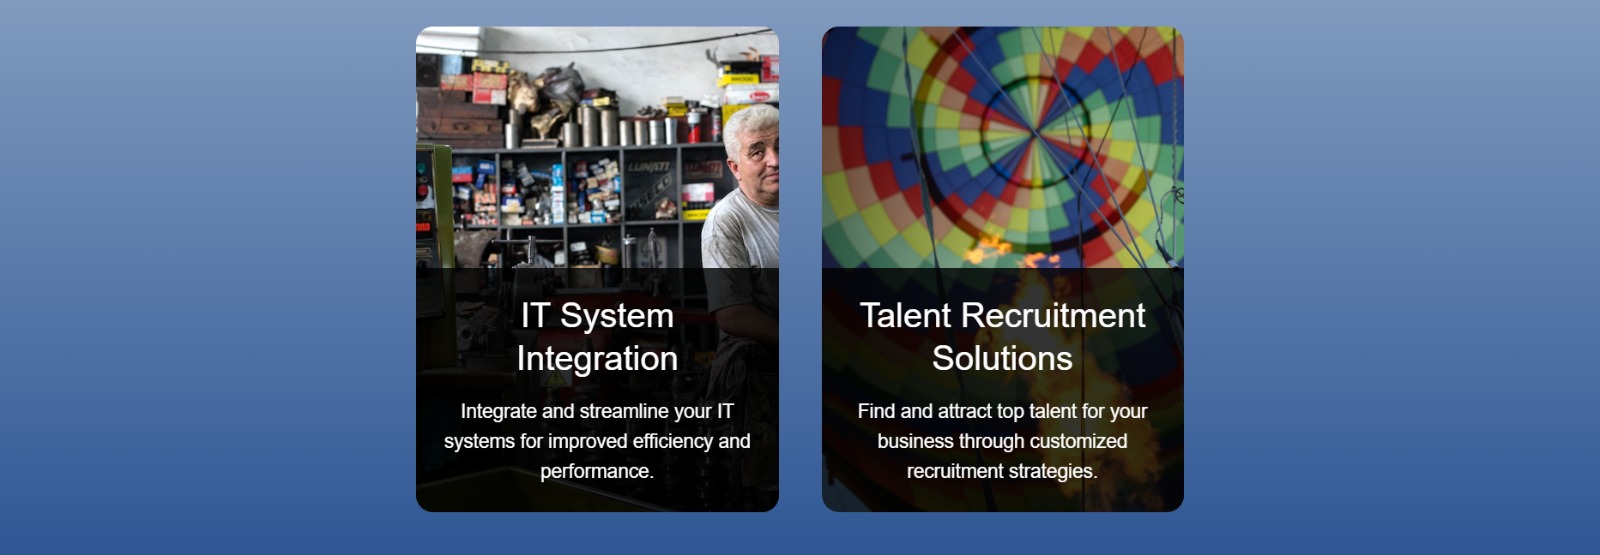 IT System
Integration
Integrate and streamline your IT
systems for improved efficiency and
performance.
Talent Recruitment
Solutions
Find and attract top talent for your
business through customized
recruitment strategies.